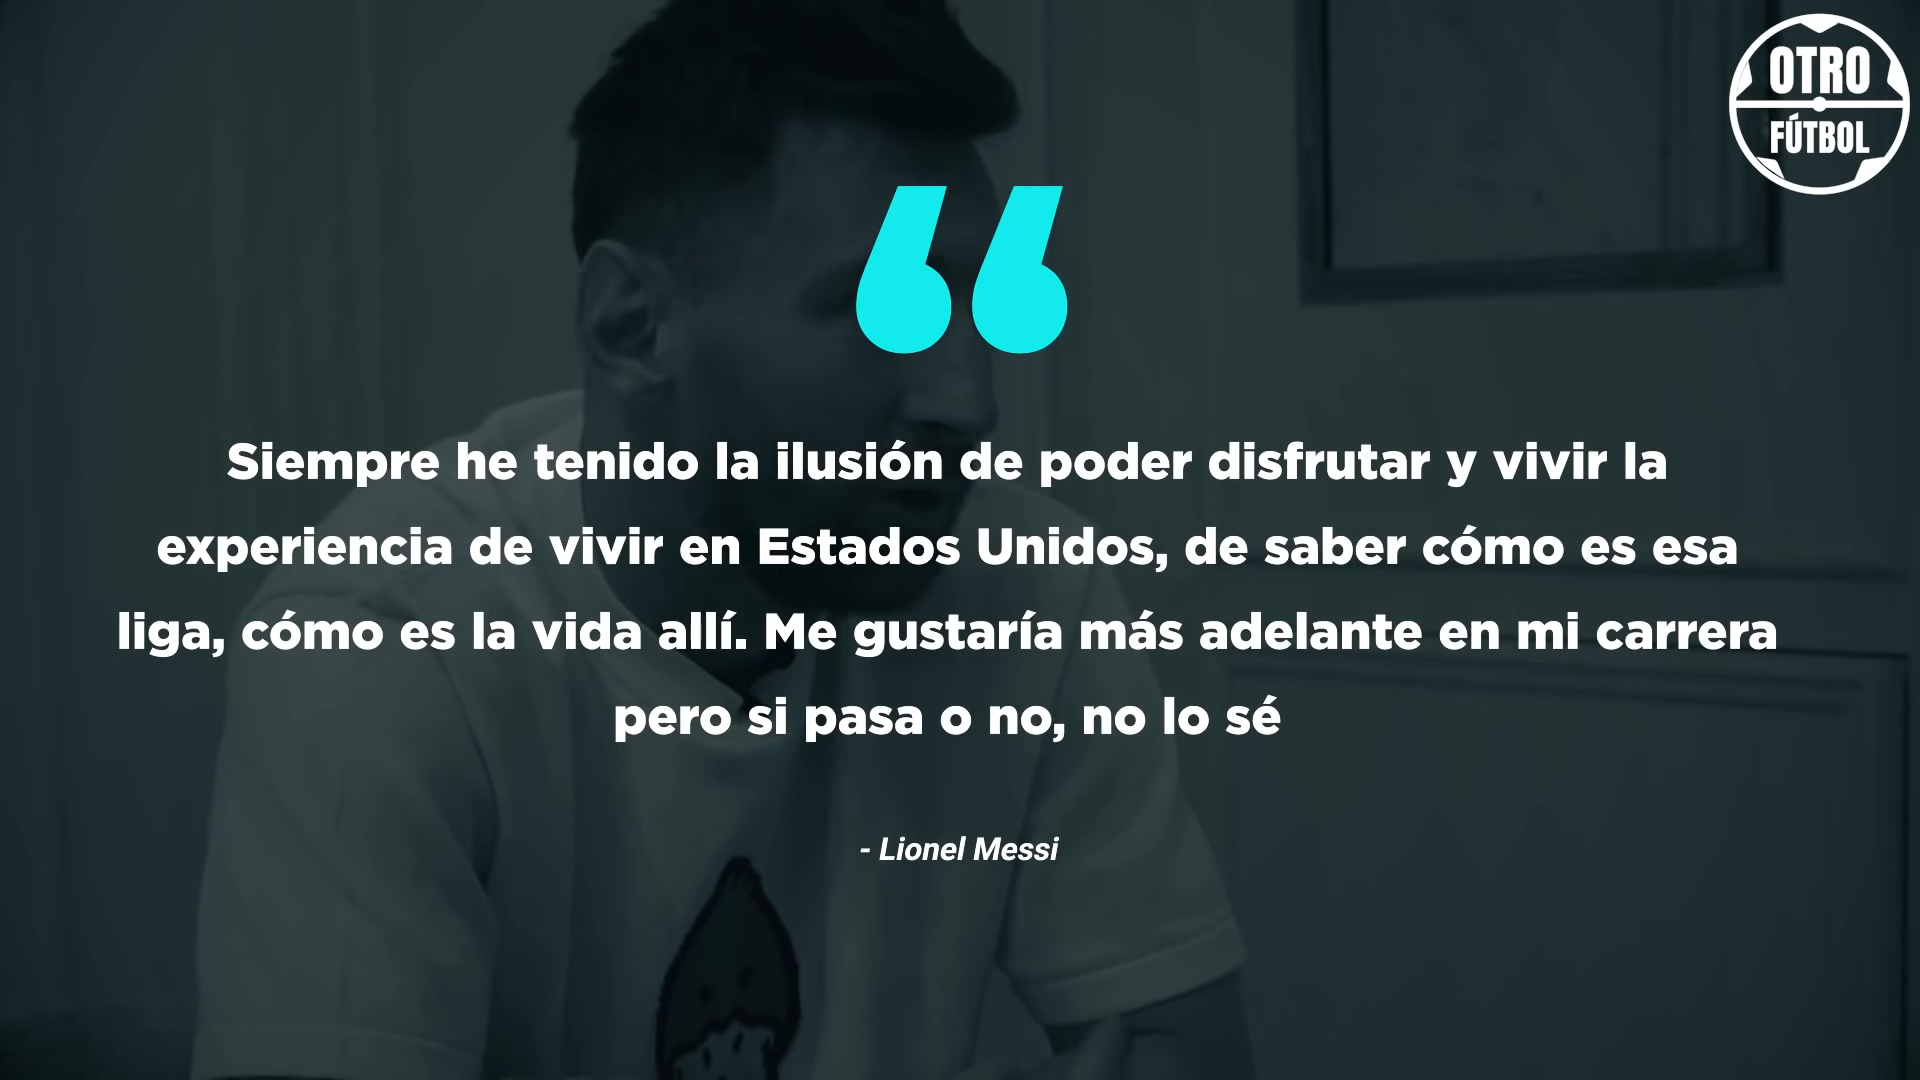 OTRO
FÚTBOL
“
Siempre he tenido la ilusión de poder disfrutar y vivir la
experiencia de vivir en Estados Unidos, de saber cómo es esa
liga, cómo es la vida allí. Me gustaría más adelante en mi carrera
pero si pasa o no, no lo sé
- Lionel Messi